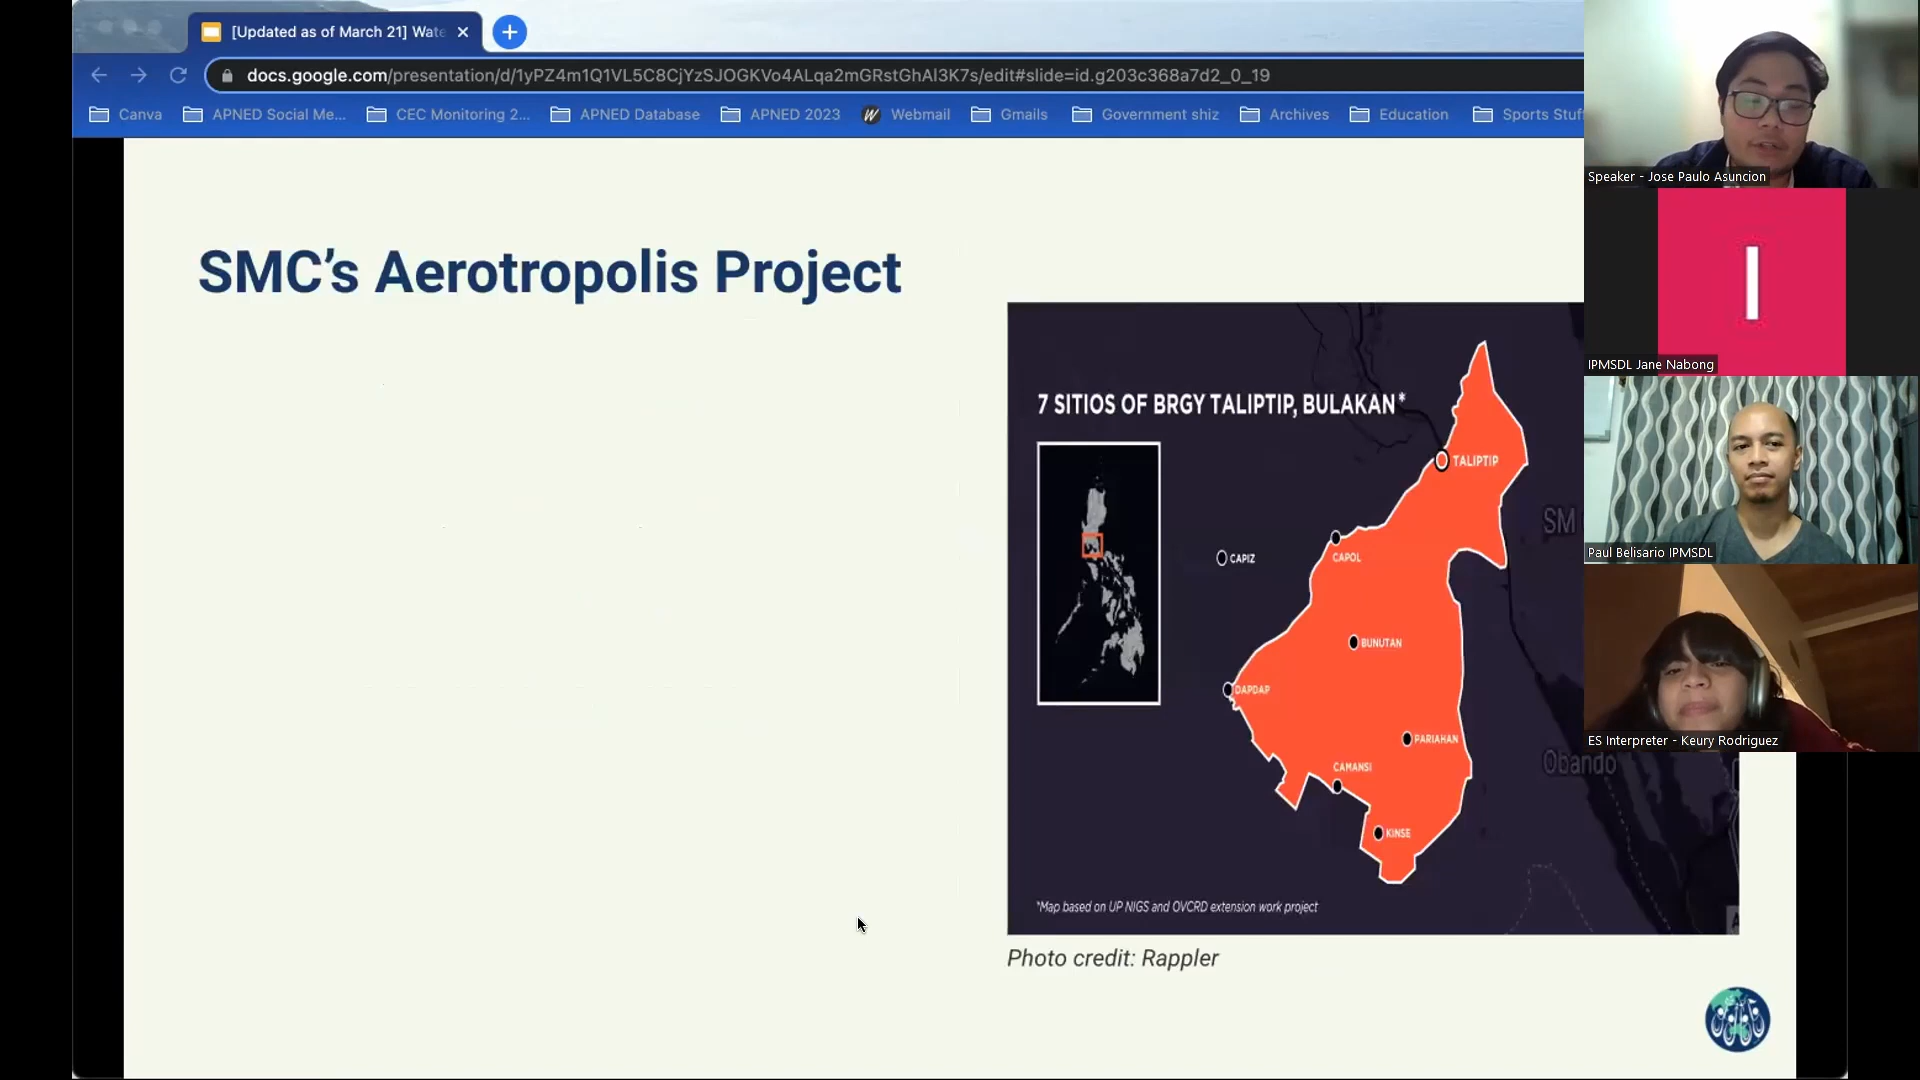 [Updated as of March 21] Wate
docs.google.com/presentation/d/1yPZ4m1Q1VL5C8CjYzSJOGKVo4ALqa2mGRstGhAl3K7s/edit#slide=id.g203c368a7d2_0_19
Canva
APNED Social Me...
CEC Monitoring 2...
APNED Database
APNED 2023
Webmail
Gmails
Government shiz
Archives
Education
Sports Stuff
SMC's Aerotropolis Project
7 SITIOS OF BRGY TALIPTIP, BULAKAN*
TALIPTIP
SM
CAPIZ
CAPOL
BUNUTAN
DAPDAP
PARIAHAN
CAMANSI
Obando
KINSE
*Map based on UP NIGS and OVCRD extension work project
Photo credit: Rappler
Speaker - Jose Paulo Asuncion
I
IPMSDL Jane Nabong
Paul Belisario IPMSDL
ES Interpreter - Keury Rodriguez